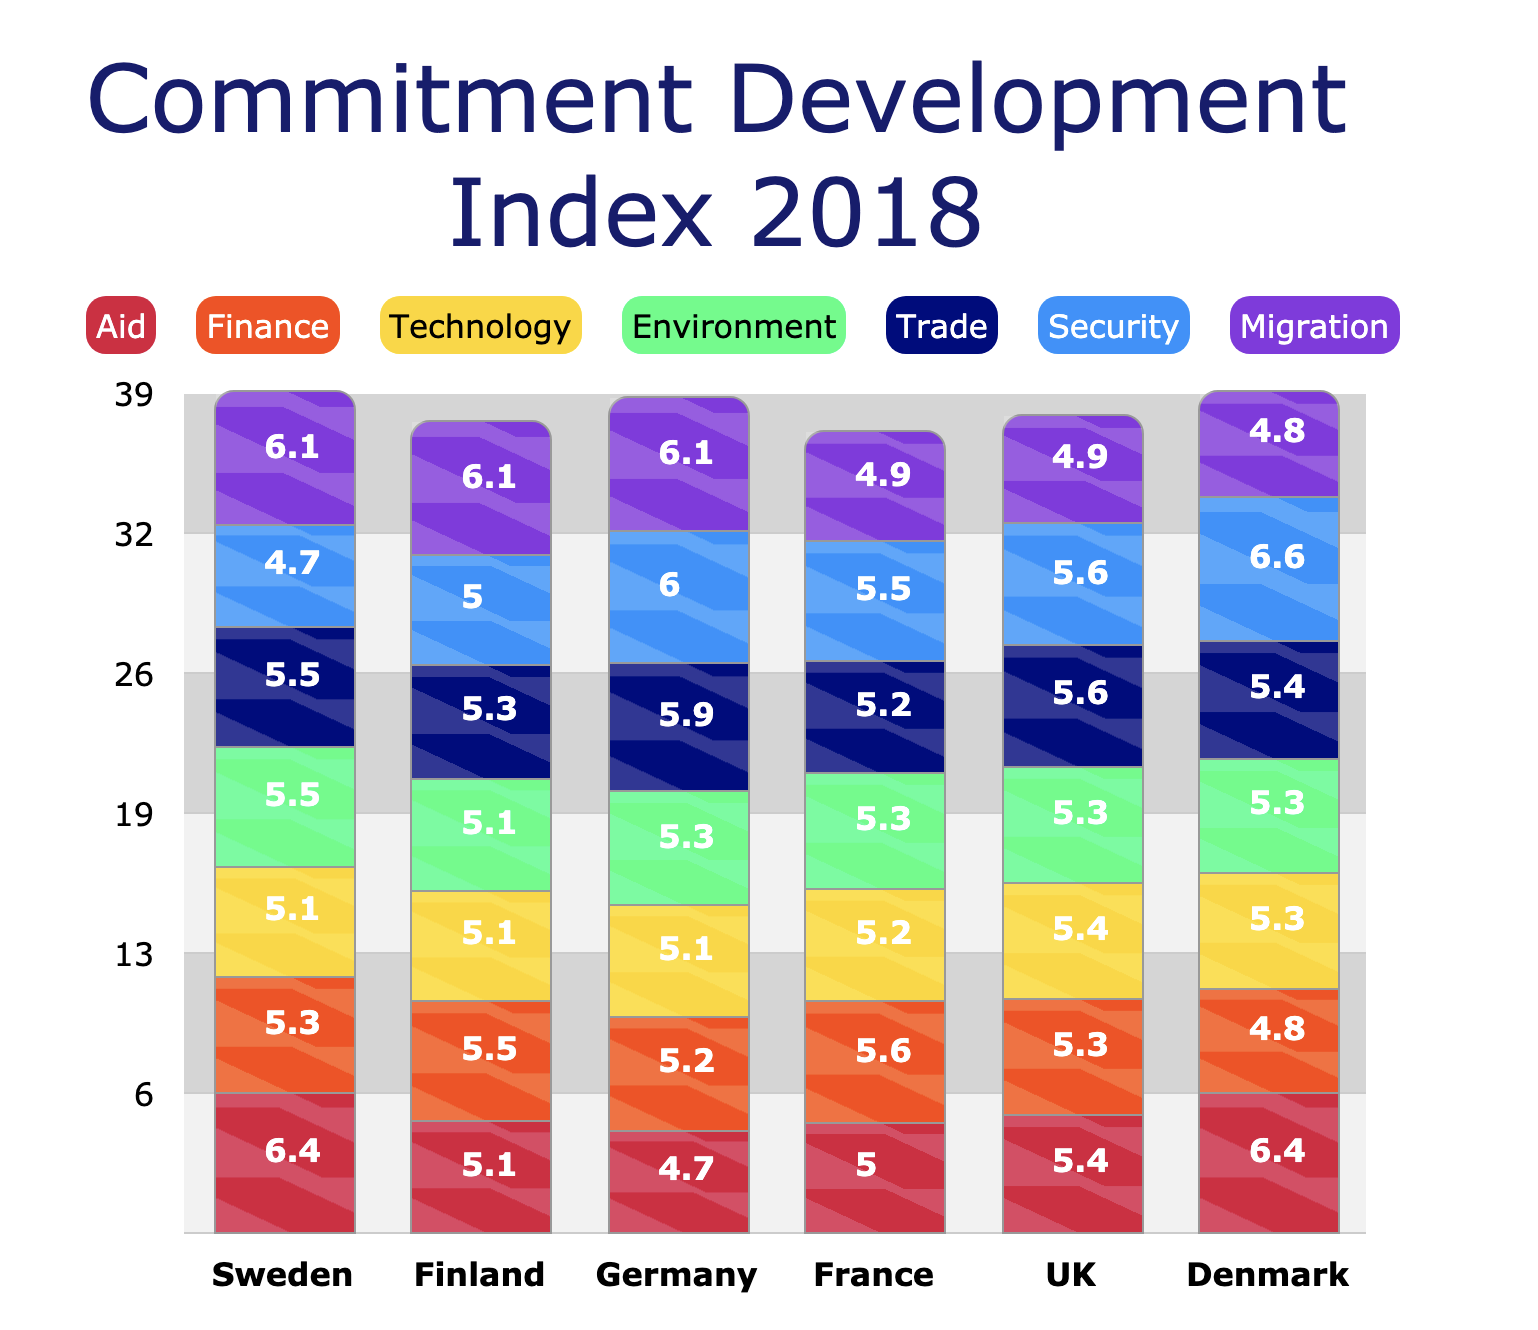 Commitment Development
Index 2018
Aid Finance Technology Environment Trade Security Migration
39
32
26
19
13
6
6.1 6.1 6.1 4.9 4.9 4.8
4.7 5 6 5.5 5.6 6.6
5.5 5.3 5.9 5.2 5.6 5.4
5.5 5.1 5.3 5.3 5.3 5.3
5.1 5.1 5.1 5.2 5.4 5.3
5.3 5.5 5.2 5.6 5.3 4.8
6.4 5.1 4.7 5 5.4 6.4
Sweden Finland Germany France UK Denmark